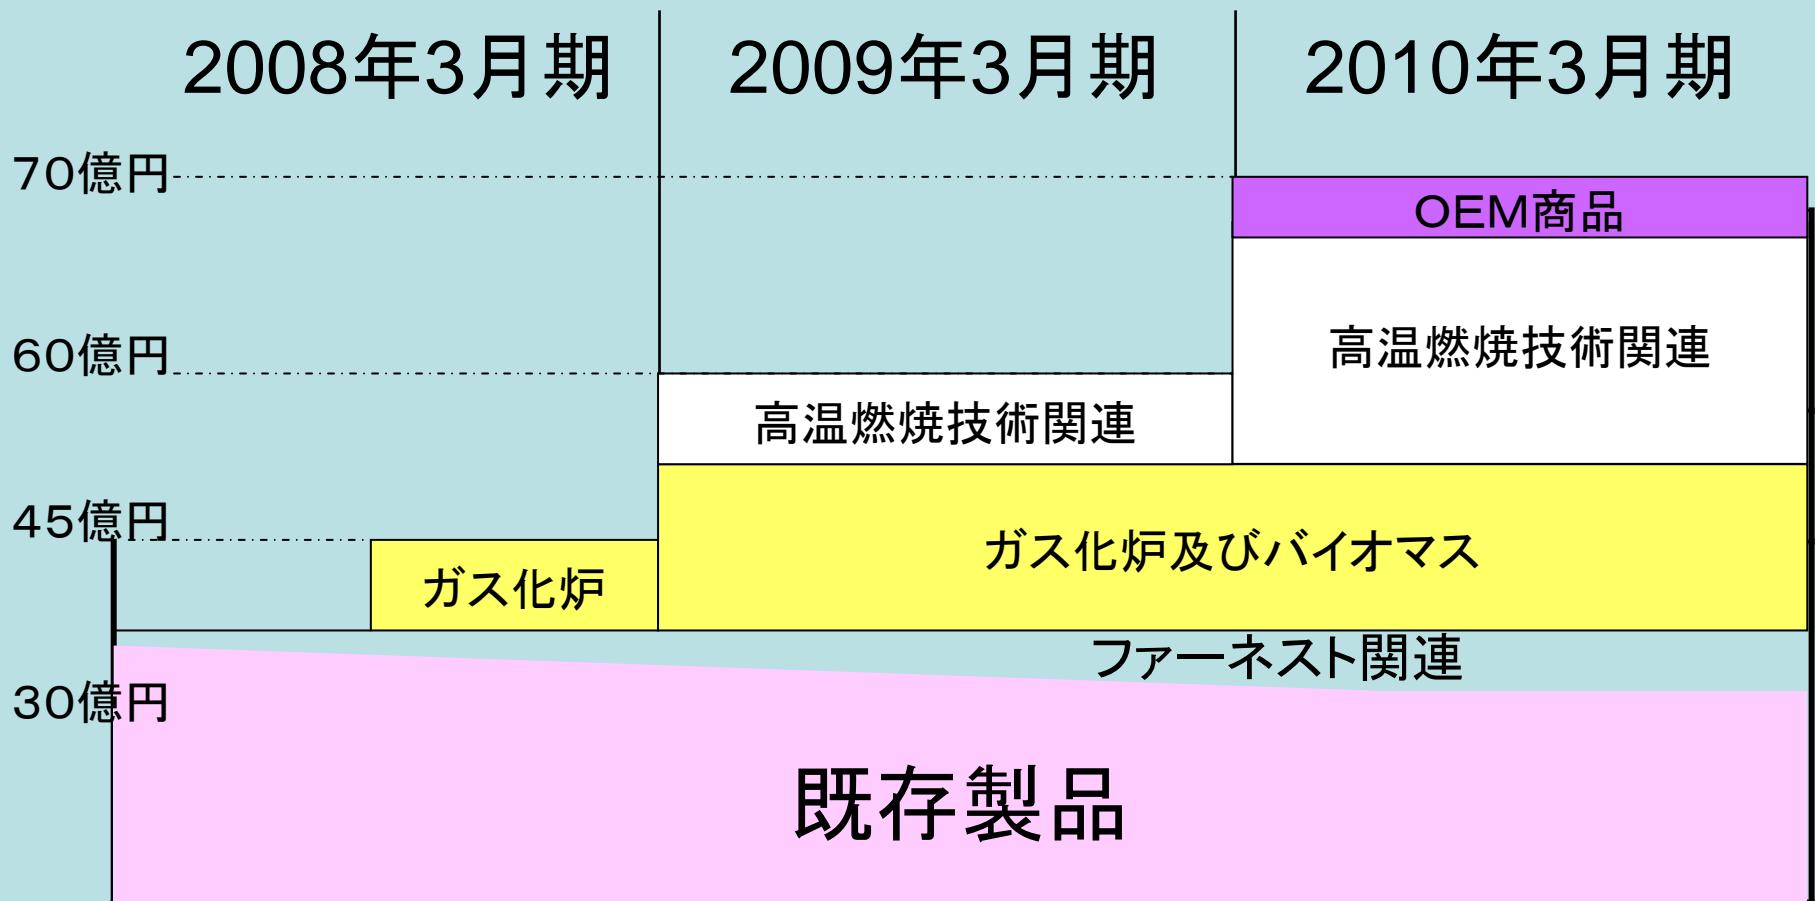 2008年3月期
2009年3月期
2010年3月期
70億円
OEM商品
60億円
高温燃焼技術関連
高温燃焼技術関連
45億円
ガス化炉
ガス化炉及びバイオマス
ファーネスト関連
30億円
既存製品